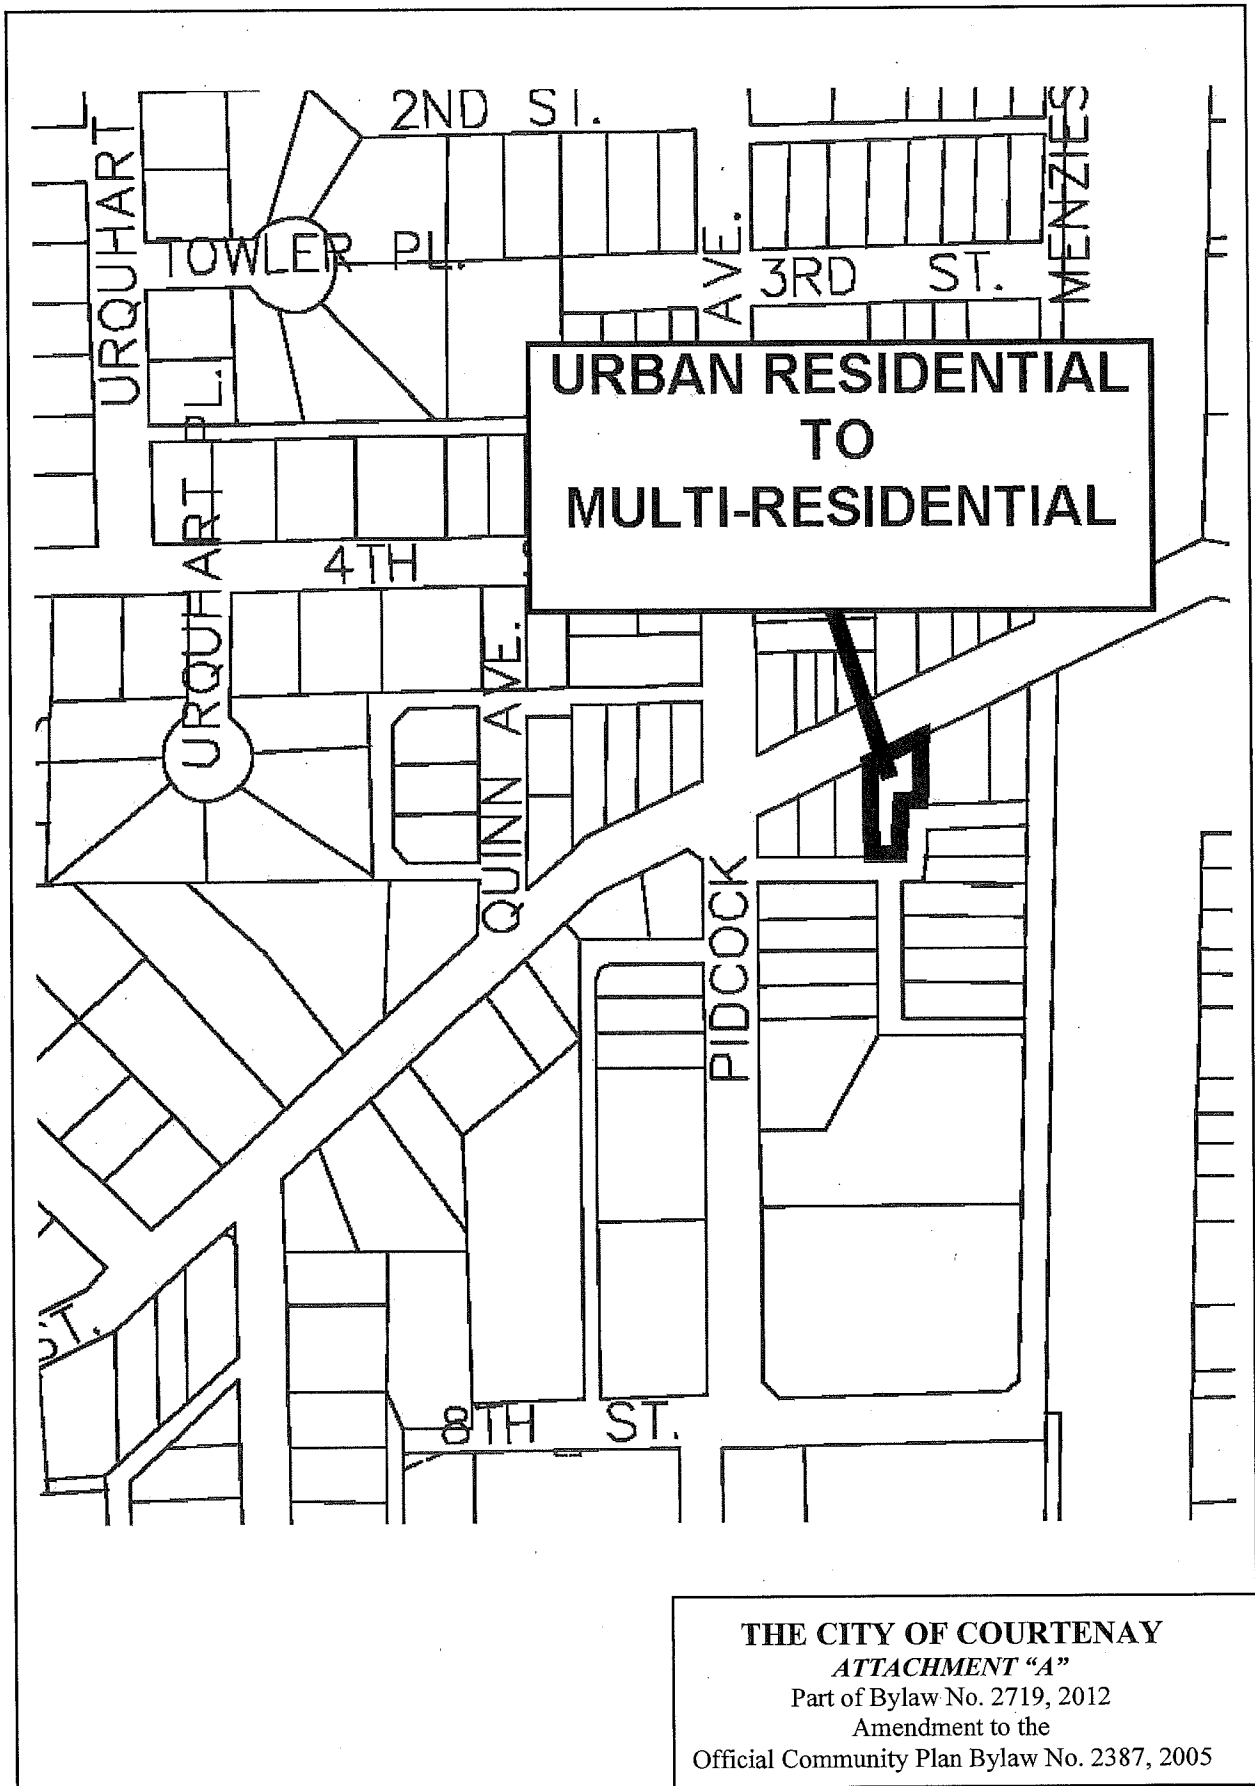 2ND ST.
URQUHART
MENZIES
TOWLER PL.
AVE.
3RD ST.
URBAN RESIDENTIAL
TO
MULTI-RESIDENTIAL
URQUHART PL.
4TH
QUINN AVE.
PIDCOCK
ST.
8TH ST.
THE CITY OF COURTENAY
ATTACHMENT “A”
Part of Bylaw No. 2719, 2012
Amendment to the
Official Community Plan Bylaw No. 2387, 2005